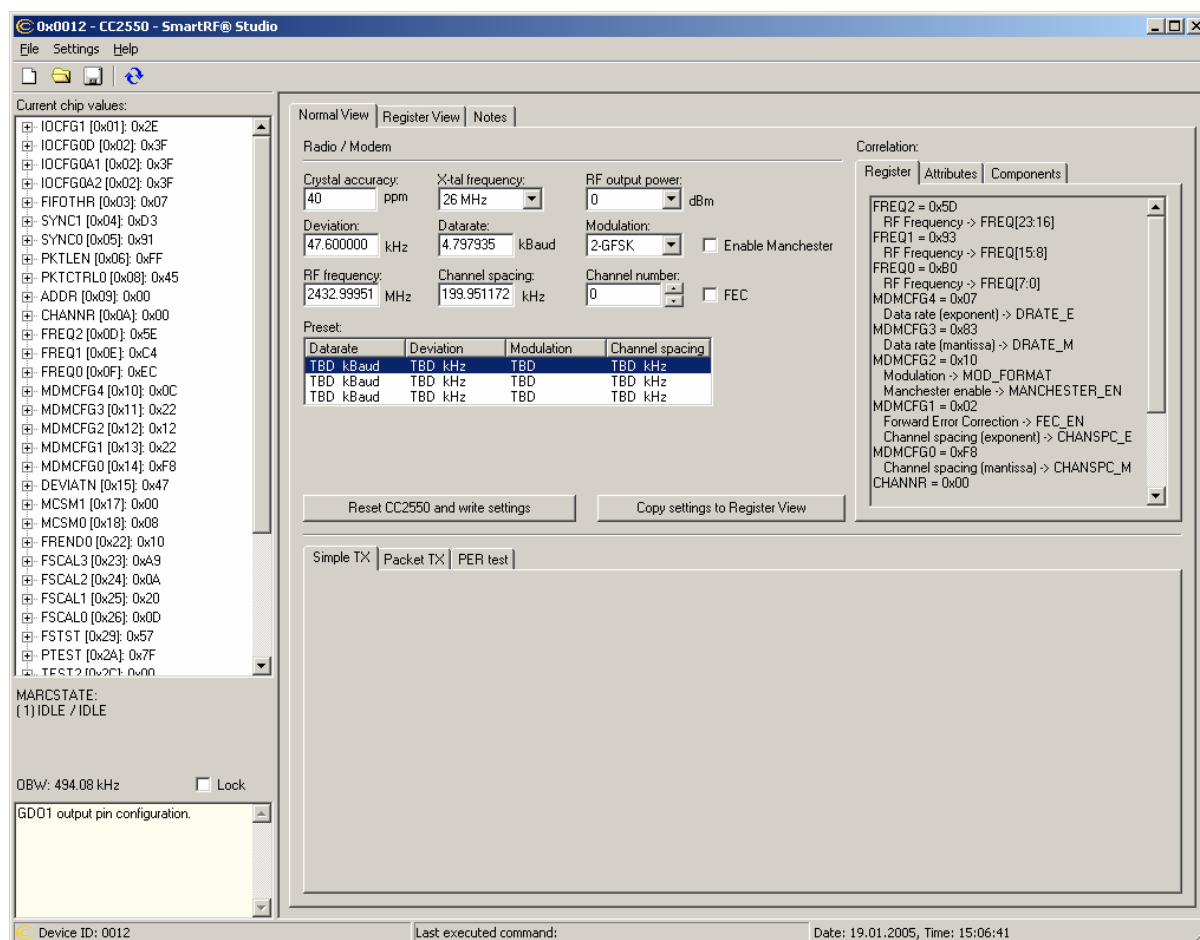 0x0012 - CC2550 - SmartRF® Studio
File Settings Help
Current chip values:
IOCFG1 [0x01]: 0x2E
IOCFG0D [0x02]: 0x3F
IOCFG0A1 [0x02]: 0x3F
IOCFG0A2 [0x02]: 0x3F
FIFOTHR [0x03]: 0x07
SYNC1 [0x04]: 0xD3
SYNC0 [0x05]: 0x91
PKTLEN [0x06]: 0xFF
PKTCTRL0 [0x08]: 0x45
ADDR [0x09]: 0x00
CHANNR [0x0A]: 0x00
FREQ2 [0x0D]: 0x5E
FREQ1 [0x0E]: 0xC4
FREQ0 [0x0F]: 0xEC
MDMCFG4 [0x10]: 0x0C
MDMCFG3 [0x11]: 0x22
MDMCFG2 [0x12]: 0x12
MDMCFG1 [0x13]: 0x22
MDMCFG0 [0x14]: 0xF8
DEVIATN [0x15]: 0x47
MCSM1 [0x17]: 0x00
MCSM0 [0x18]: 0x08
FREND0 [0x22]: 0x10
FSCAL3 [0x23]: 0xA9
FSCAL2 [0x24]: 0x0A
FSCAL1 [0x25]: 0x20
FSCAL0 [0x26]: 0x0D
FSTST [0x29]: 0x57
PTEST [0x2A]: 0x7F
TEST2 [0x2C]: 0x00
MARCSTATE:
(1) IDLE / IDLE
OBW: 494.08 kHz Lock
GDO1 output pin configuration.
Normal View Register View Notes
Radio / Modem
Crystal accuracy: X-tal frequency: RF output power:
40 ppm 26 MHz 0 dBm
Deviation: Datarate: Modulation:
47.600000 kHz 4.797935 kBaud 2-GFSK Enable Manchester
RF frequency: Channel spacing: Channel number:
2432.99951 MHz 199.951172 kHz 0 FEC
Preset:
Datarate Deviation Modulation Channel spacing
TBD kBaud TBD kHz TBD TBD kHz
TBD kBaud TBD kHz TBD TBD kHz
TBD kBaud TBD kHz TBD TBD kHz
Reset CC2550 and write settings Copy settings to Register View
Correlation:
Register Attributes Components
FREQ2 = 0x5D
RF Frequency -> FREQ[23:16]
FREQ1 = 0x93
RF Frequency -> FREQ[15:8]
FREQ0 = 0xB0
RF Frequency -> FREQ[7:0]
MDMCFG4 = 0x07
Data rate (exponent) -> DRATE_E
MDMCFG3 = 0x83
Data rate (mantissa) -> DRATE_M
MDMCFG2 = 0x10
Modulation -> MOD_FORMAT
Manchester enable -> MANCHESTER_EN
MDMCFG1 = 0x02
Forward Error Correction -> FEC_EN
Channel spacing (exponent) -> CHANSPC_E
MDMCFG0 = 0xF8
Channel spacing (mantissa) -> CHANSPC_M
CHANNR = 0x00
Simple TX Packet TX PER test
Device ID: 0012 Last executed command: Date: 19.01.2005, Time: 15:06:41